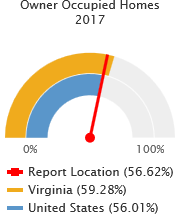 Owner Occupied Homes
2017
0%
100%
Report Location (56.62%)
Virginia (59.28%)
United States (56.01%)